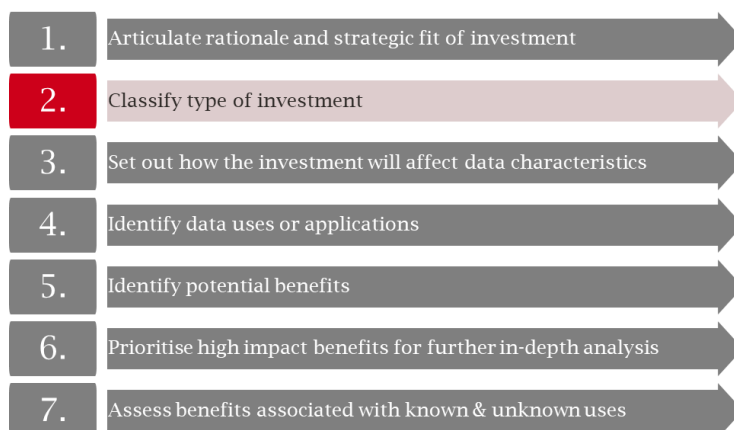 1. Articulate rationale and strategic fit of investment
2. Classify type of investment
3. Set out how the investment will affect data characteristics
4. Identify data uses or applications
5. Identify potential benefits
6. Prioritise high impact benefits for further in-depth analysis
7. Assess benefits associated with known & unknown uses